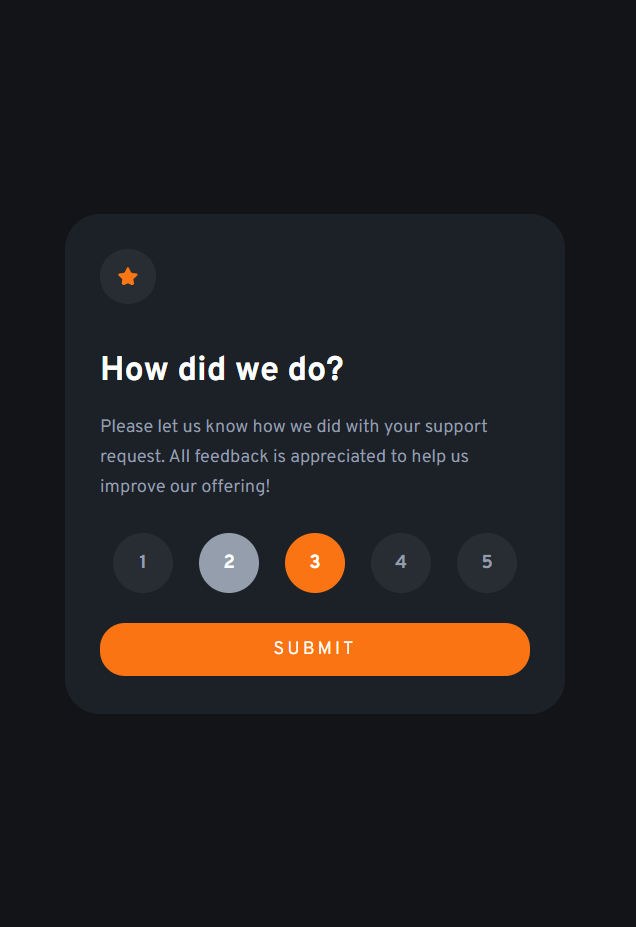 How did we do?
Please let us know how we did with your support
request. All feedback is appreciated to help us
improve our offering!
1 2 3 4 5
SUBMIT